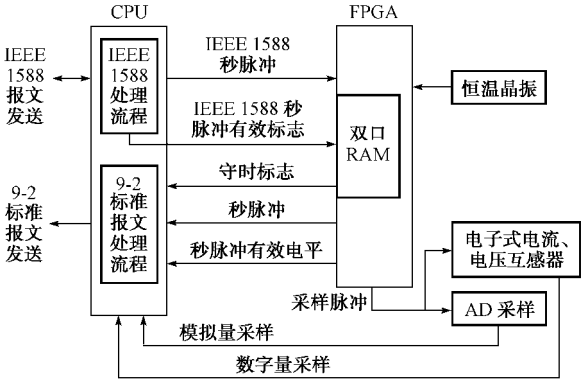 CPU
FPGA
IEEE
1588
报文
发送
IEEE
1588
处理
流程
IEEE 1588
秒脉冲
恒温晶振
IEEE 1588 秒
脉冲有效标志
双口
RAM
守时标志
9-2
标准
报文
发送
9-2
标准
报文
处理
流程
秒脉冲
秒脉冲有效电平
电子式电流、
电压互感器
采样脉冲
AD 采样
模拟量采样
数字量采样